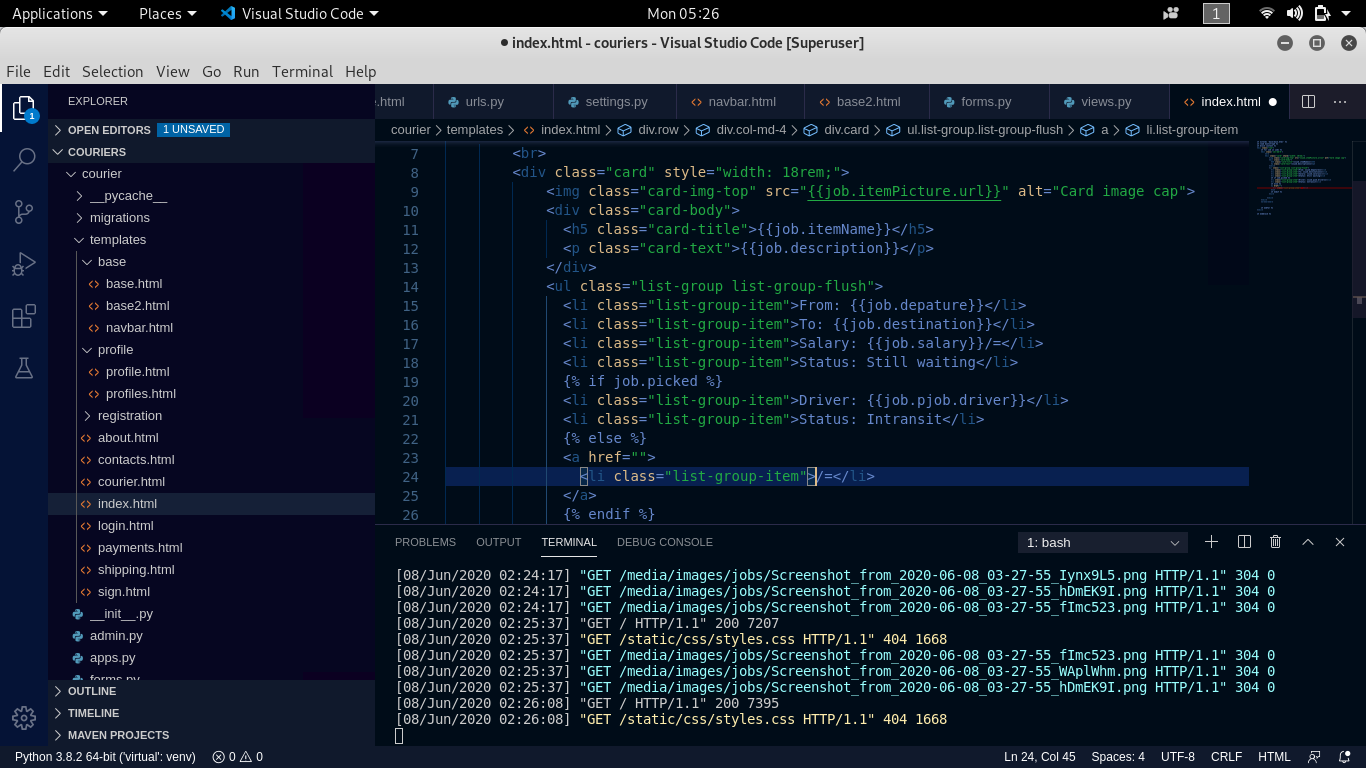 Applications Places Visual Studio Code Mon 05:26 1
index.html - couriers - Visual Studio Code [Superuser]
File Edit Selection View Go Run Terminal Help
1
EXPLORER
OPEN EDITORS 1 UNSAVED
COURIERS
courier
__pycache__
migrations
templates
base
base.html
base2.html
navbar.html
profile
profile.html
profiles.html
registration
about.html
contacts.html
courier.html
index.html
login.html
payments.html
shipping.html
sign.html
__init__.py
admin.py
apps.py
forms.py
OUTLINE
TIMELINE
MAVEN PROJECTS
e.html urls.py settings.py navbar.html base2.html forms.py views.py index.html
courier > templates > index.html > div.row > div.col-md-4 > div.card > ul.list-group.list-group-flush > a > li.list-group-item
7 <br>
8 <div class="card" style="width: 18rem;">
9 <img class="card-img-top" src="{{job.itemPicture.url}}" alt="Card image cap">
10 <div class="card-body">
11 <h5 class="card-title">{{job.itemName}}</h5>
12 <p class="card-text">{{job.description}}</p>
13 </div>
14 <ul class="list-group list-group-flush">
15 <li class="list-group-item">From: {{job.depature}}</li>
16 <li class="list-group-item">To: {{job.destination}}</li>
17 <li class="list-group-item">Salary: {{job.salary}}/=</li>
18 <li class="list-group-item">Status: Still waiting</li>
19 {% if job.picked %}
20 <li class="list-group-item">Driver: {{job.pjob.driver}}</li>
21 <li class="list-group-item">Status: Intransit</li>
22 {% else %}
23 <a href="">
24 <li class="list-group-item">/=</li>
25 </a>
26 {% endif %}
PROBLEMS OUTPUT TERMINAL DEBUG CONSOLE 1: bash
[08/Jun/2020 02:24:17] "GET /media/images/jobs/Screenshot_from_2020-06-08_03-27-55_Iynx9L5.png HTTP/1.1" 304 0
[08/Jun/2020 02:24:17] "GET /media/images/jobs/Screenshot_from_2020-06-08_03-27-55_hDmEK9I.png HTTP/1.1" 304 0
[08/Jun/2020 02:24:17] "GET /media/images/jobs/Screenshot_from_2020-06-08_03-27-55_fImc523.png HTTP/1.1" 304 0
[08/Jun/2020 02:25:37] "GET / HTTP/1.1" 200 7207
[08/Jun/2020 02:25:37] "GET /static/css/styles.css HTTP/1.1" 404 1668
[08/Jun/2020 02:25:37] "GET /media/images/jobs/Screenshot_from_2020-06-08_03-27-55_fImc523.png HTTP/1.1" 304 0
[08/Jun/2020 02:25:37] "GET /media/images/jobs/Screenshot_from_2020-06-08_03-27-55_WAplWhm.png HTTP/1.1" 304 0
[08/Jun/2020 02:25:37] "GET /media/images/jobs/Screenshot_from_2020-06-08_03-27-55_hDmEK9I.png HTTP/1.1" 304 0
[08/Jun/2020 02:26:08] "GET / HTTP/1.1" 200 7395
[08/Jun/2020 02:26:08] "GET /static/css/styles.css HTTP/1.1" 404 1668
Python 3.8.2 64-bit ('virtual': venv) 0 0 Ln 24, Col 45 Spaces: 4 UTF-8 CRLF HTML